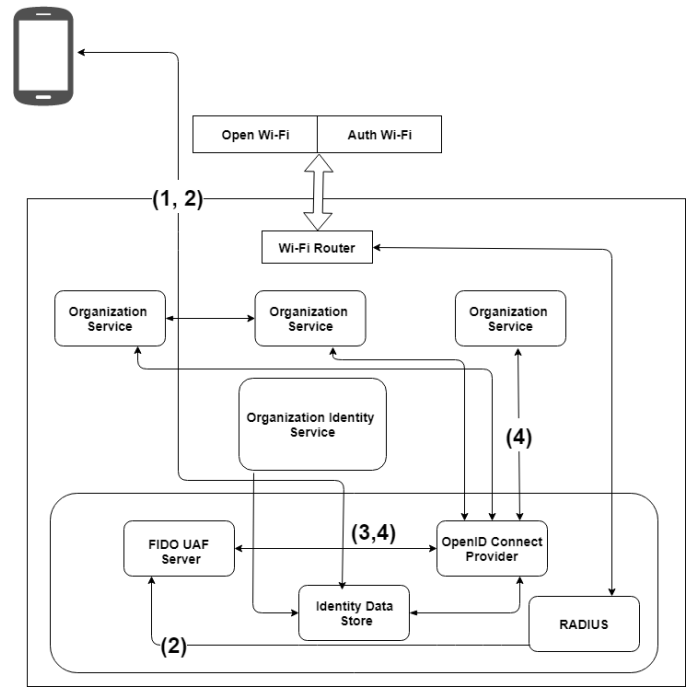 Open Wi-Fi
Auth Wi-Fi
(1, 2)
Wi-Fi Router
Organization
Service
Organization
Service
Organization
Service
Organization Identity
Service
(4)
(3,4)
FIDO UAF
Server
OpenID Connect
Provider
Identity Data
Store
RADIUS
(2)